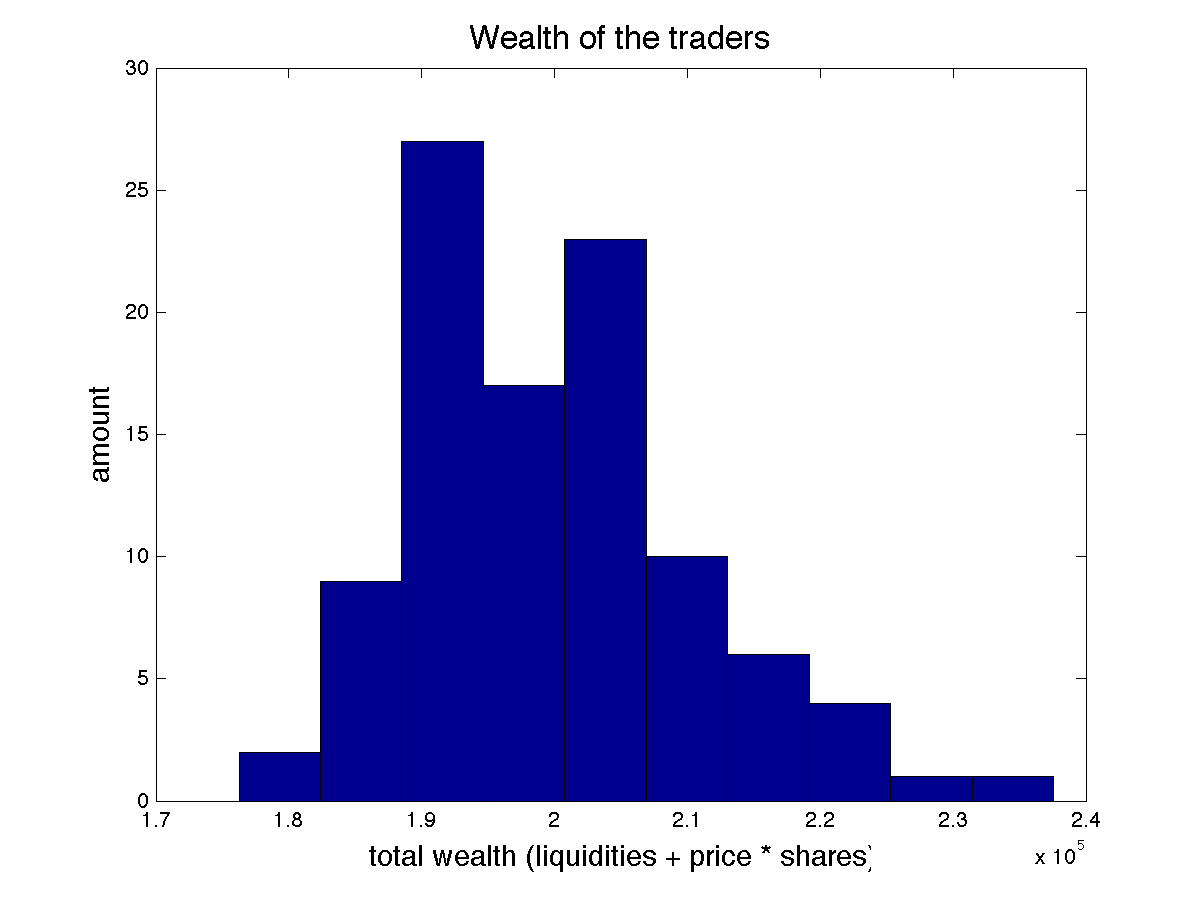 Wealth of the traders
30
25
20
15
10
5
0
amount
1.7 1.8 1.9 2 2.1 2.2 2.3 2.4
x 10^5
total wealth (liquidities + price * shares)